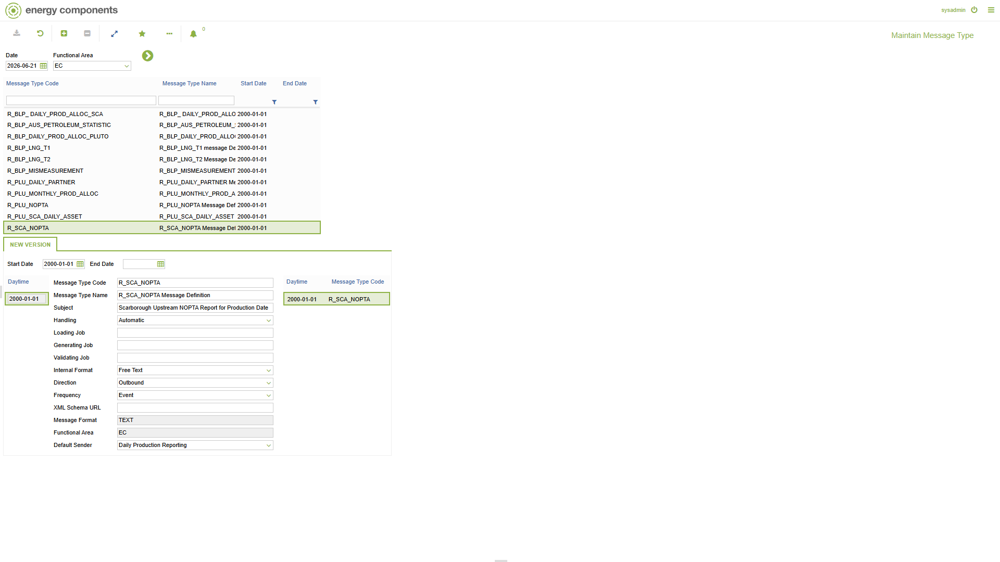 energy components
sysadmin
0
Maintain Message Type
Date
Functional Area
2026-06-21
EC
Message Type Code
Message Type Name
Start Date
End Date
R_BLP_ DAILY_PROD_ALLOC_SCA R_BLP_ DAILY_PROD_ALLO 2000-01-01
R_BLP_AUS_PETROLEUM_STATISTIC R_BLP_AUS_PETROLEUM_ 2000-01-01
R_BLP_DAILY_PROD_ALLOC_PLUTO R_BLP_DAILY_PROD_ALLO 2000-01-01
R_BLP_LNG_T1 R_BLP_LNG_T1 message De 2000-01-01
R_BLP_LNG_T2 R_BLP_LNG_T2 Message De 2000-01-01
R_BLP_MISMEASUREMENT R_BLP_MISMEASUREMENT 2000-01-01
R_PLU_DAILY_PARTNER R_PLU_DAILY_PARTNER Me 2000-01-01
R_PLU_MONTHLY_PROD_ALLOC R_PLU_MONTHLY_PROD_A 2000-01-01
R_PLU_NOPTA R_PLU_NOPTA Message Def 2000-01-01
R_PLU_SCA_DAILY_ASSET R_PLU_SCA_DAILY_ASSET 2000-01-01
R_SCA_NOPTA R_SCA_NOPTA Message Def 2000-01-01
NEW VERSION
Start Date 2000-01-01 End Date
Daytime
2000-01-01
Message Type Code R_SCA_NOPTA
Message Type Name R_SCA_NOPTA Message Definition
Subject Scarborough Upstream NOPTA Report for Production Date
Handling Automatic
Loading Job
Generating Job
Validating Job
Internal Format Free Text
Direction Outbound
Frequency Event
XML Schema URL
Message Format TEXT
Functional Area EC
Default Sender Daily Production Reporting
Daytime Message Type Code
2000-01-01 R_SCA_NOPTA